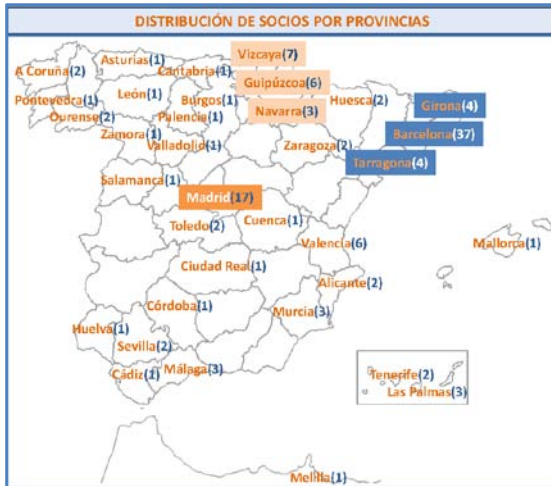 DISTRIBUCIÓN DE SOCIOS POR PROVINCIAS
Vizcaya(7)
Asturias(1)
A Coruña(2)
Cantabria(1)
Guipúzcoa(6)
León(1)
Burgos(1)
Huesca(2)
Girona(4)
Pontevedra(1)
Navarra(3)
Ourense(2)
Palencia(1)
Zamora(1)
Barcelona(37)
Valladolid(1)
Zaragoza(2)
Tarragona(4)
Salamanca(1)
Madrid(17)
Toledo(2)
Cuenca(1)
Valencia(6)
Mallorca(1)
Ciudad Real(1)
Alicante(2)
Córdoba(1)
Murcia(3)
Huelva(1)
Sevilla(2)
Cádiz(1)
Málaga(3)
Tenerife(2)
Las Palmas(3)
Melilla(1)